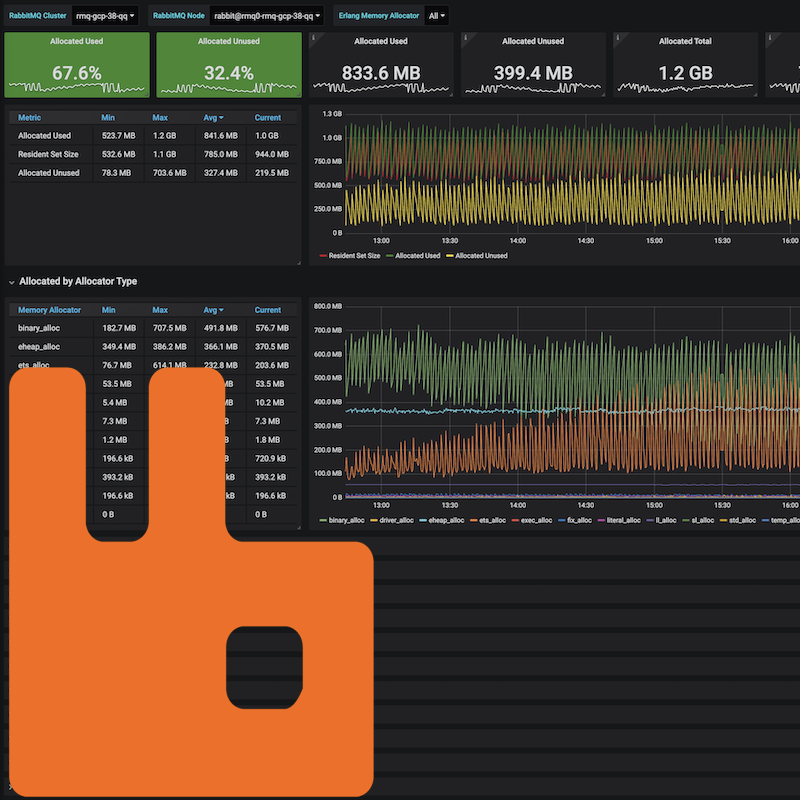 RabbitMQ Cluster rmq-gcp-38-qq RabbitMQ Node rabbit@rmq0-rmq-gcp-38-qq Erlang Memory Allocator All
Allocated Used Allocated Unused Allocated Used Allocated Unused Allocated Total
67.6% 32.4% 833.6 MB 399.4 MB 1.2 GB
Metric Min Max Avg Current
Allocated Used 523.7 MB 1.2 GB 841.6 MB 1.0 GB
Resident Set Size 532.6 MB 1.1 GB 785.0 MB 944.0 MB
Allocated Unused 78.3 MB 703.6 MB 327.4 MB 219.5 MB
1.3 GB
1.0 GB
750.0 MB
500.0 MB
250.0 MB
0 B
13:00 13:30 14:00 14:30 15:00 15:30 16:00
Resident Set Size Allocated Used Allocated Unused
Allocated by Allocator Type
Memory Allocator Min Max Avg Current
binary_alloc 182.7 MB 707.5 MB 491.8 MB 576.7 MB
eheap_alloc 349.4 MB 386.2 MB 366.1 MB 370.5 MB
ets_alloc 76.7 MB 614.1 MB 232.8 MB 203.6 MB
53.5 MB MB 53.5 MB
5.4 MB MB 10.2 MB
7.3 MB MB 7.3 MB
1.2 MB MB 1.8 MB
196.6 kB kB 720.9 kB
393.2 kB kB 393.2 kB
196.6 kB kB 196.6 kB
0 B 0 B
800.0 MB
700.0 MB
600.0 MB
500.0 MB
400.0 MB
300.0 MB
200.0 MB
100.0 MB
0 B
13:00 13:30 14:00 14:30 15:00 15:30 16:00
binary_alloc driver_alloc eheap_alloc ets_alloc exec_alloc fix_alloc literal_alloc ll_alloc sl_alloc std_alloc temp_alloc